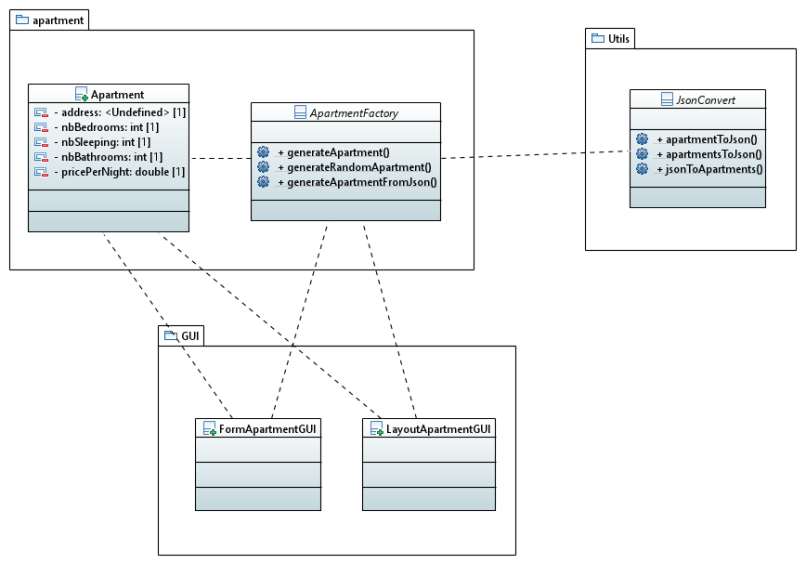 apartment
Apartment
- address: <Undefined> [1]
- nbBedrooms: int [1]
- nbSleeping: int [1]
- nbBathrooms: int [1]
- pricePerNight: double [1]
ApartmentFactory
+ generateApartment()
+ generateRandomApartment()
+ generateApartmentFromJson()
Utils
JsonConvert
+ apartmentToJson()
+ apartmentsToJson()
+ jsonToApartments()
GUI
FormApartmentGUI
LayoutApartmentGUI